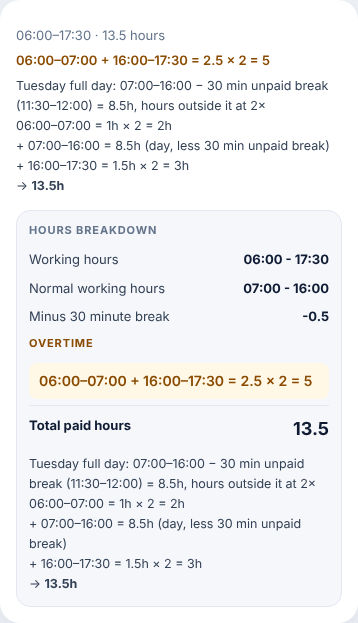 06:00–17:30 · 13.5 hours
06:00–07:00 + 16:00–17:30 = 2.5 × 2 = 5
Tuesday full day: 07:00–16:00 − 30 min unpaid break
(11:30–12:00) = 8.5h, hours outside it at 2×
06:00–07:00 = 1h × 2 = 2h
+ 07:00–16:00 = 8.5h (day, less 30 min unpaid break)
+ 16:00–17:30 = 1.5h × 2 = 3h
→ 13.5h
HOURS BREAKDOWN
Working hours 06:00 - 17:30
Normal working hours 07:00 - 16:00
Minus 30 minute break -0.5
OVERTIME
06:00–07:00 + 16:00–17:30 = 2.5 × 2 = 5
Total paid hours 13.5
Tuesday full day: 07:00–16:00 − 30 min unpaid
break (11:30–12:00) = 8.5h, hours outside it at 2×
06:00–07:00 = 1h × 2 = 2h
+ 07:00–16:00 = 8.5h (day, less 30 min unpaid
break)
+ 16:00–17:30 = 1.5h × 2 = 3h
→ 13.5h